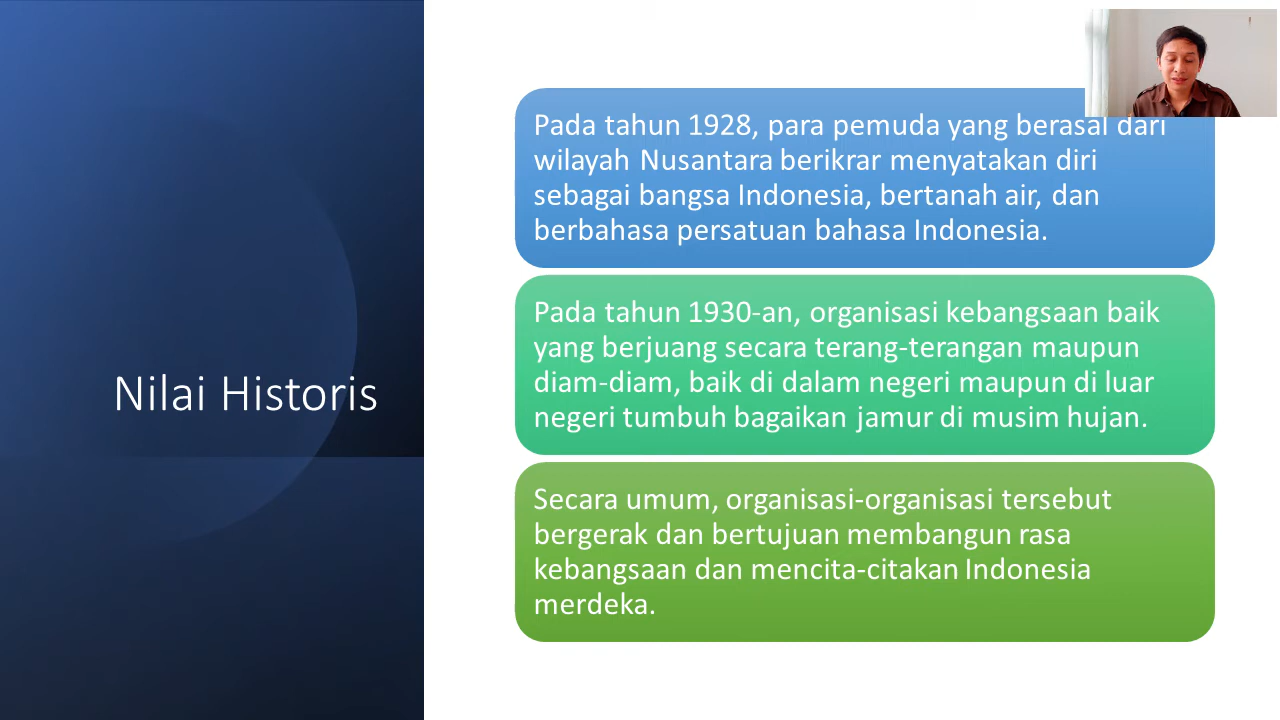 Nilai Historis
Pada tahun 1928, para pemuda yang berasal dari
wilayah Nusantara berikrar menyatakan diri
sebagai bangsa Indonesia, bertanah air, dan
berbahasa persatuan bahasa Indonesia.
Pada tahun 1930-an, organisasi kebangsaan baik
yang berjuang secara terang-terangan maupun
diam-diam, baik di dalam negeri maupun di luar
negeri tumbuh bagaikan jamur di musim hujan.
Secara umum, organisasi-organisasi tersebut
bergerak dan bertujuan membangun rasa
kebangsaan dan mencita-citakan Indonesia
merdeka.